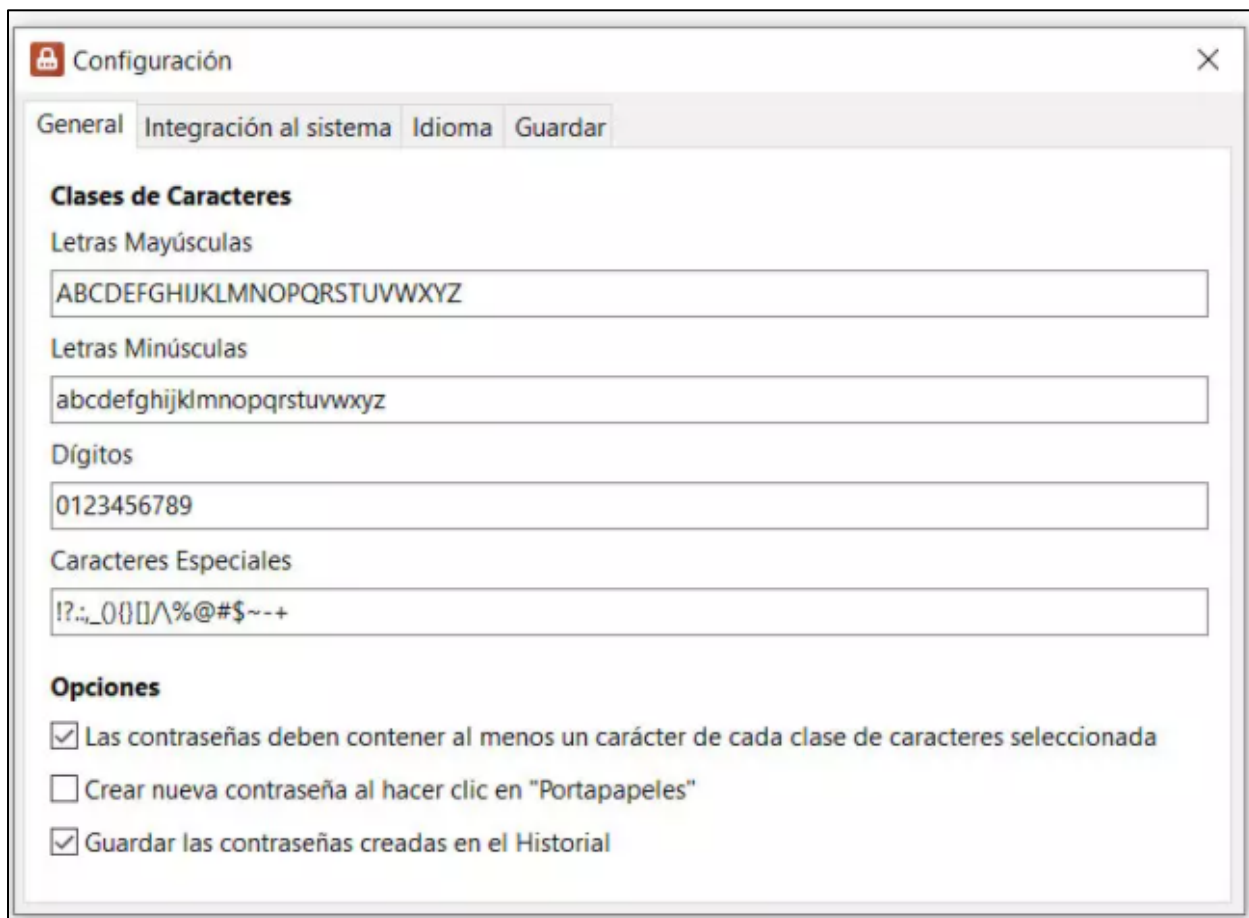 Configuración
General Integración al sistema Idioma Guardar
Clases de Caracteres
Letras Mayúsculas
ABCDEFGHIJKLMNOPQRSTUVWXYZ
Letras Minúsculas
abcdefghijklmnopqrstuvwxyz
Dígitos
0123456789
Caracteres Especiales
!?.:,_(){}[]/\%@#$~-+
Opciones
Las contraseñas deben contener al menos un carácter de cada clase de caracteres seleccionada
Crear nueva contraseña al hacer clic en "Portapapeles"
Guardar las contraseñas creadas en el Historial